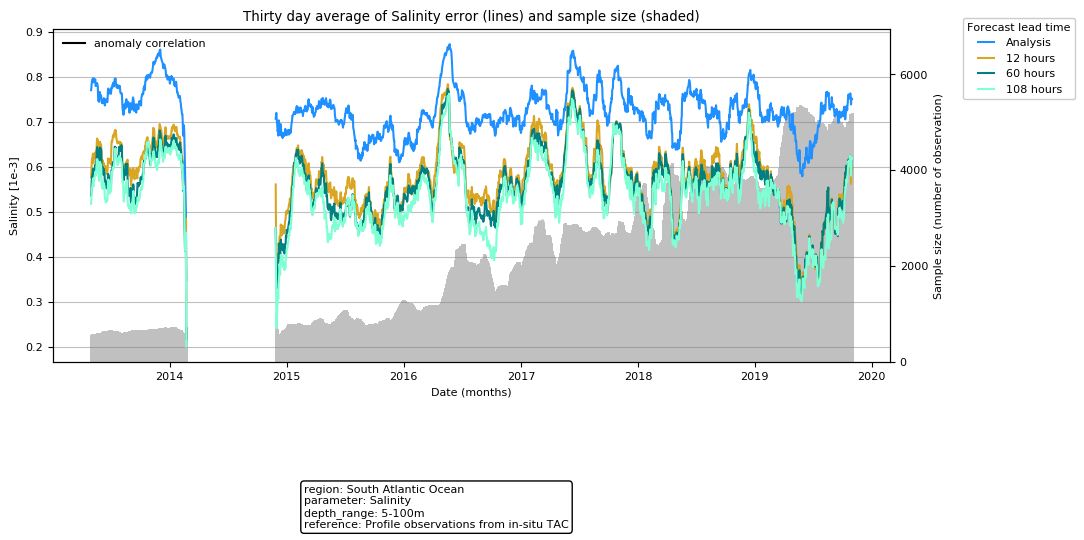 Thirty day average of Salinity error (lines) and sample size (shaded)
anomaly correlation
Forecast lead time
Analysis
12 hours
60 hours
108 hours
0.9
0.8
0.7
0.6
0.5
0.4
0.3
0.2
Salinity [1e-3]
6000
4000
2000
0
Sample size (number of observation)
2014 2015 2016 2017 2018 2019 2020
Date (months)
region: South Atlantic Ocean
parameter: Salinity
depth_range: 5-100m
reference: Profile observations from in-situ TAC